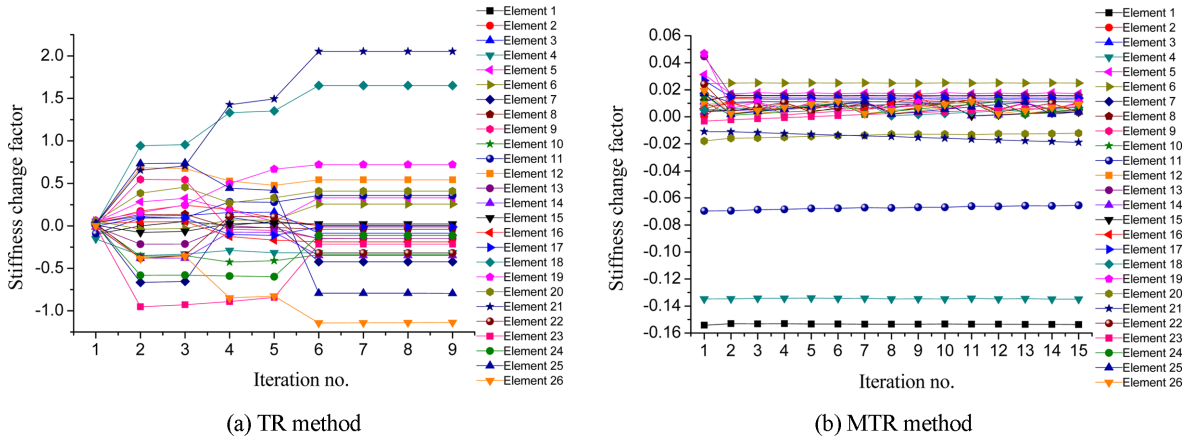 Stiffness change factor
2.0
1.5
1.0
0.5
0.0
-0.5
-1.0
1 2 3 4 5 6 7 8 9
Iteration no.
Element 1
Element 2
Element 3
Element 4
Element 5
Element 6
Element 7
Element 8
Element 9
Element 10
Element 11
Element 12
Element 13
Element 14
Element 15
Element 16
Element 17
Element 18
Element 19
Element 20
Element 21
Element 22
Element 23
Element 24
Element 25
Element 26
(a) TR method
Stiffness change factor
0.06
0.04
0.02
0.00
-0.02
-0.04
-0.06
-0.08
-0.10
-0.12
-0.14
-0.16
1 2 3 4 5 6 7 8 9 10 11 12 13 14 15
Iteration no.
Element 1
Element 2
Element 3
Element 4
Element 5
Element 6
Element 7
Element 8
Element 9
Element 10
Element 11
Element 12
Element 13
Element 14
Element 15
Element 16
Element 17
Element 18
Element 19
Element 20
Element 21
Element 22
Element 23
Element 24
Element 25
Element 26
(b) MTR method